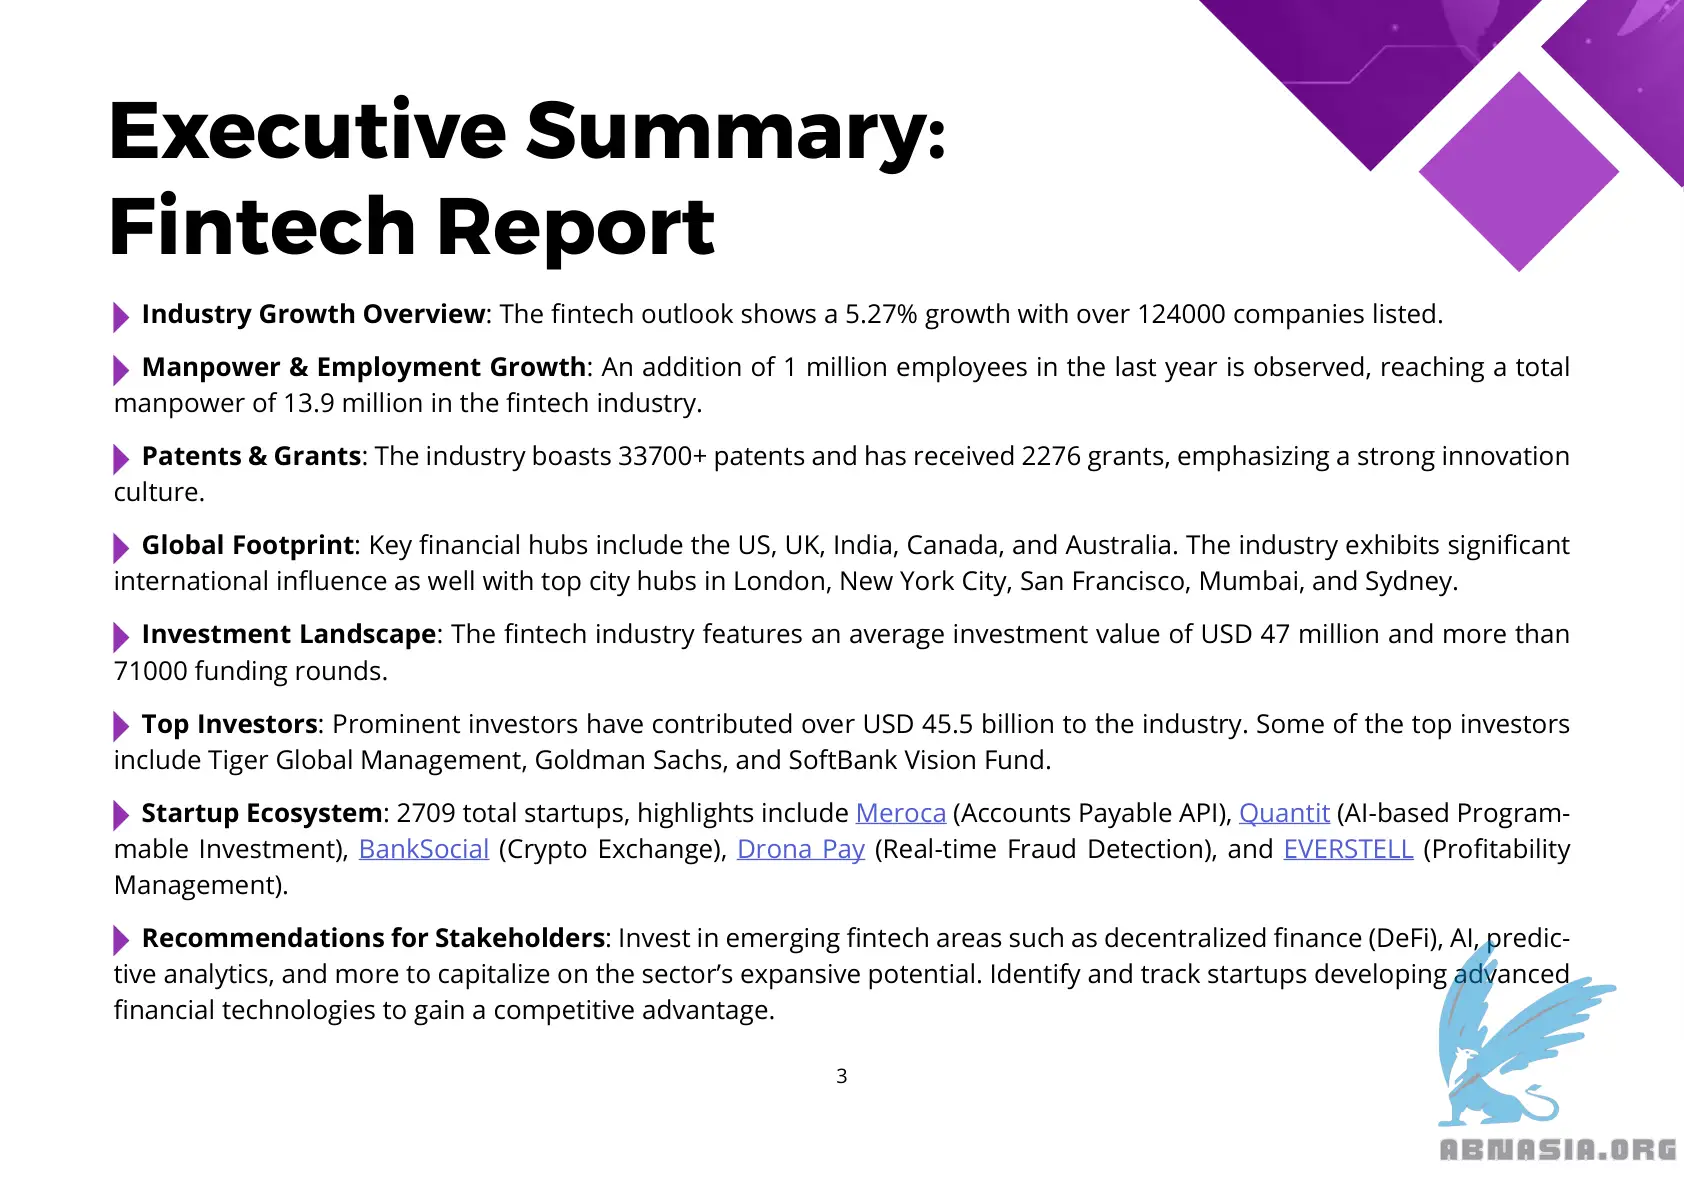 Executive Summary:
Fintech Report
Industry Growth Overview: The fintech outlook shows a 5.27% growth with over 124000 companies listed.
Manpower & Employment Growth: An addition of 1 million employees in the last year is observed, reaching a total
manpower of 13.9 million in the fintech industry.
Patents & Grants: The industry boasts 33700+ patents and has received 2276 grants, emphasizing a strong innovation
culture.
Global Footprint: Key financial hubs include the US, UK, India, Canada, and Australia. The industry exhibits significant
international influence as well with top city hubs in London, New York City, San Francisco, Mumbai, and Sydney.
Investment Landscape: The fintech industry features an average investment value of USD 47 million and more than
71000 funding rounds.
Top Investors: Prominent investors have contributed over USD 45.5 billion to the industry. Some of the top investors
include Tiger Global Management, Goldman Sachs, and SoftBank Vision Fund.
Startup Ecosystem: 2709 total startups, highlights include Meroca (Accounts Payable API), Quantit (AI-based Program-
mable Investment), BankSocial (Crypto Exchange), Drona Pay (Real-time Fraud Detection), and EVERSTELL (Profitability
Management).
Recommendations for Stakeholders: Invest in emerging fintech areas such as decentralized finance (DeFi), AI, predic-
tive analytics, and more to capitalize on the sector’s expansive potential. Identify and track startups developing advanced
financial technologies to gain a competitive advantage.
3
ABNASIA.ORG